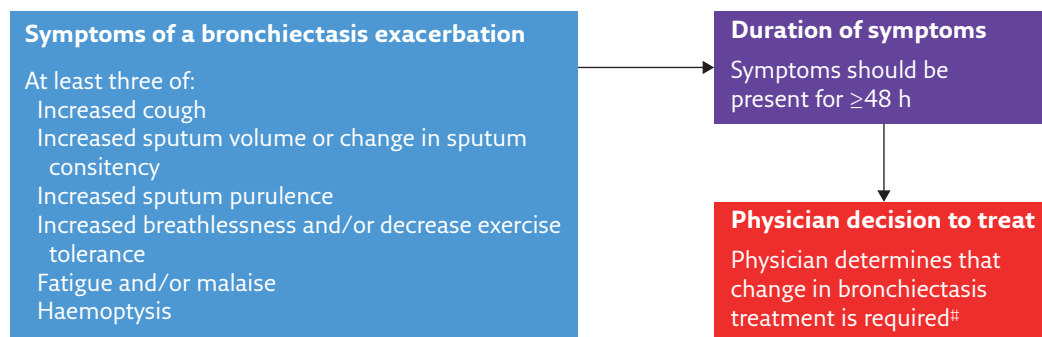 Symptoms of a bronchiectasis exacerbation
At least three of:
Increased cough
Increased sputum volume or change in sputum
consitency
Increased sputum purulence
Increased breathlessness and/or decrease exercise
tolerance
Fatigue and/or malaise
Haemoptysis
Duration of symptoms
Symptoms should be
present for ≥48 h
Physician decision to treat
Physician determines that
change in bronchiectasis
treatment is required⌗